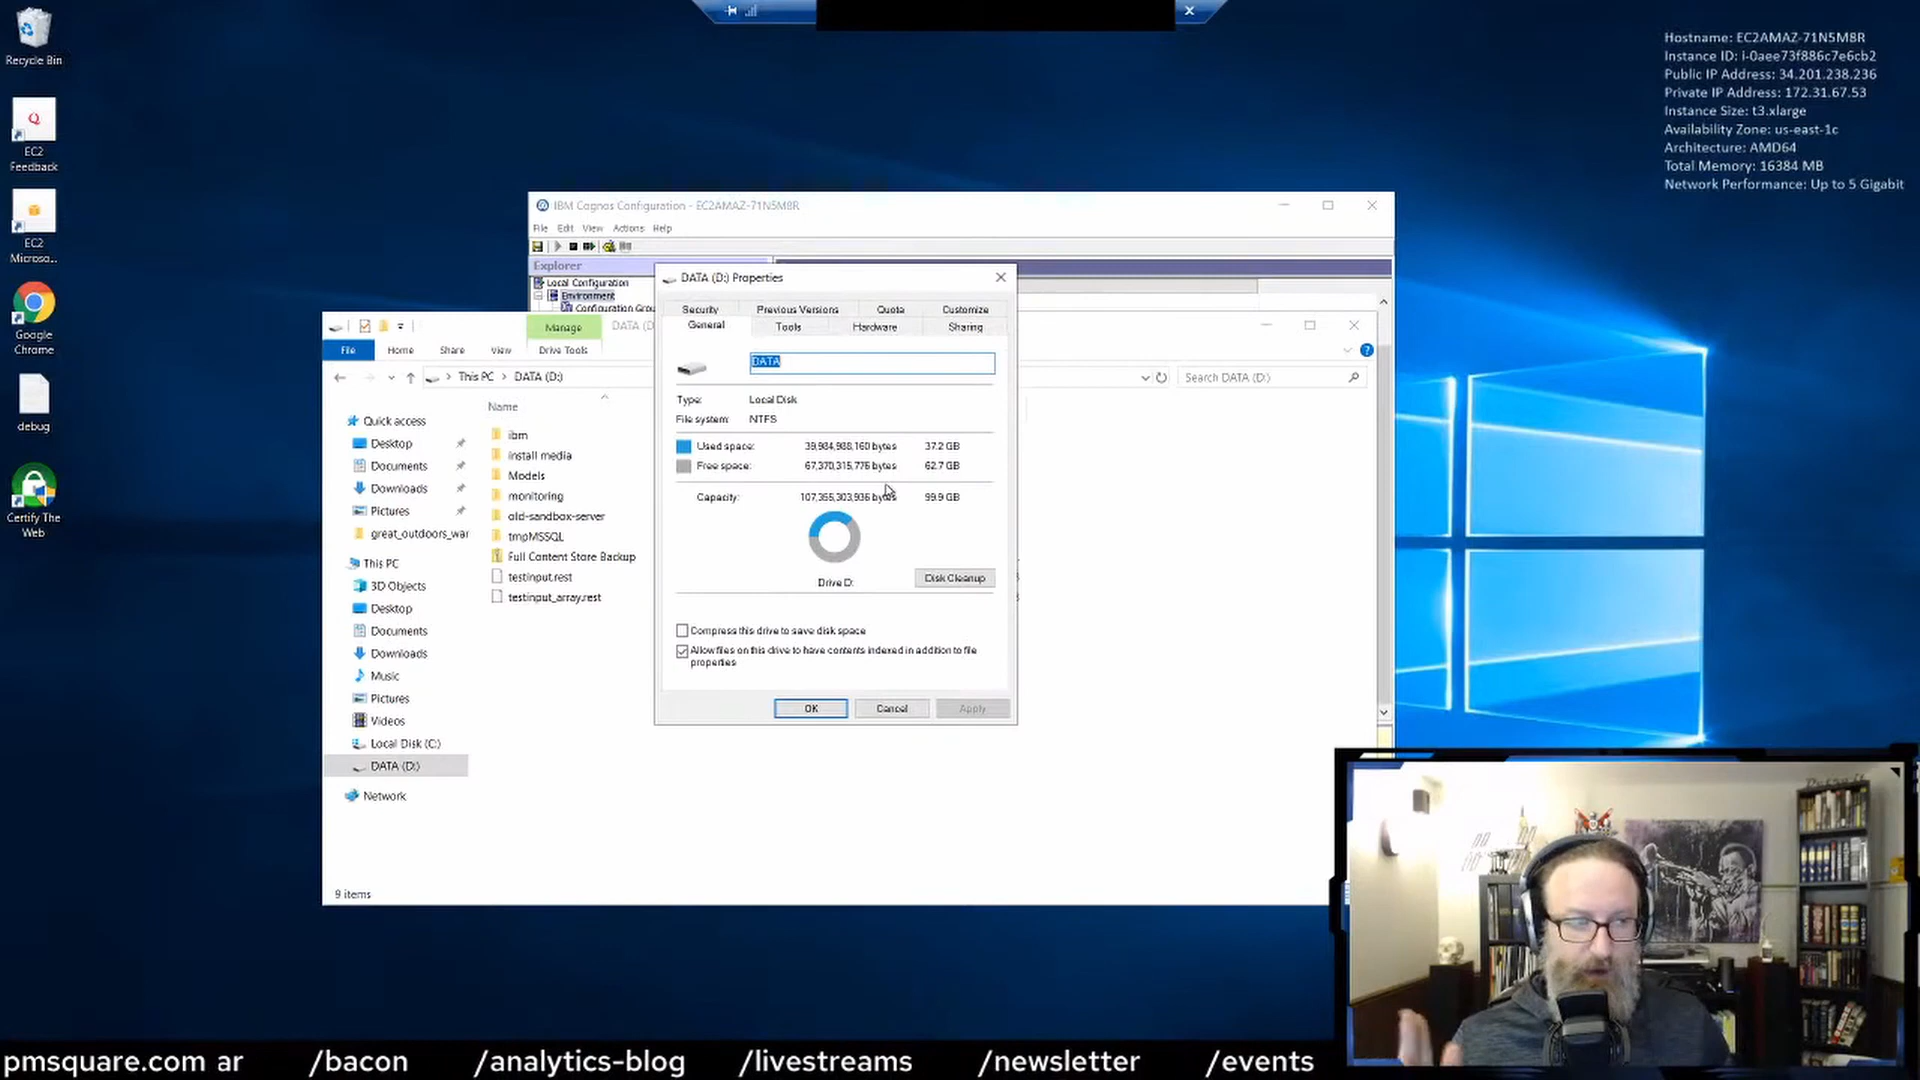 Recycle Bin
EC2
Feedback
EC2
Microso...
Google
Chrome
debug
Certify The
Web
Hostname: EC2AMAZ-71N5M8R
Instance ID: i-0aee73f886c7e6cb2
Public IP Address: 34.201.238.236
Private IP Address: 172.31.67.53
Instance Size: t3.xlarge
Availability Zone: us-east-1c
Architecture: AMD64
Total Memory: 16384 MB
Network Performance: Up to 5 Gigabit
IBM Cognos Configuration - EC2AMAZ-71N5M8R
File Edit View Actions Help
Explorer
Local Configuration
Environment
Configuration Grou
Manage DATA (D
File Home Share View Drive Tools
This PC > DATA (D:)
Search DATA (D:)
Quick access
Desktop
Documents
Downloads
Pictures
great_outdoors_war
This PC
3D Objects
Desktop
Documents
Downloads
Music
Pictures
Videos
Local Disk (C:)
DATA (D:)
Network
9 items
Name
ibm
install media
Models
monitoring
old-sandbox-server
tmpMSSQL
Full Content Store Backup
testinput.rest
testinput_array.rest
DATA (D:) Properties
Security Previous Versions Quota Customize
General Tools Hardware Sharing
DATA
Type: Local Disk
File system: NTFS
Used space: 39,984,988,160 bytes 37.2 GB
Free space: 67,370,315,776 bytes 62.7 GB
Capacity: 107,355,303,936 bytes 99.9 GB
Drive D:
Disk Cleanup
Compress this drive to save disk space
Allow files on this drive to have contents indexed in addition to file
properties
OK Cancel Apply
pmsquare.com ar /bacon /analytics-blog /livestreams /newsletter /events